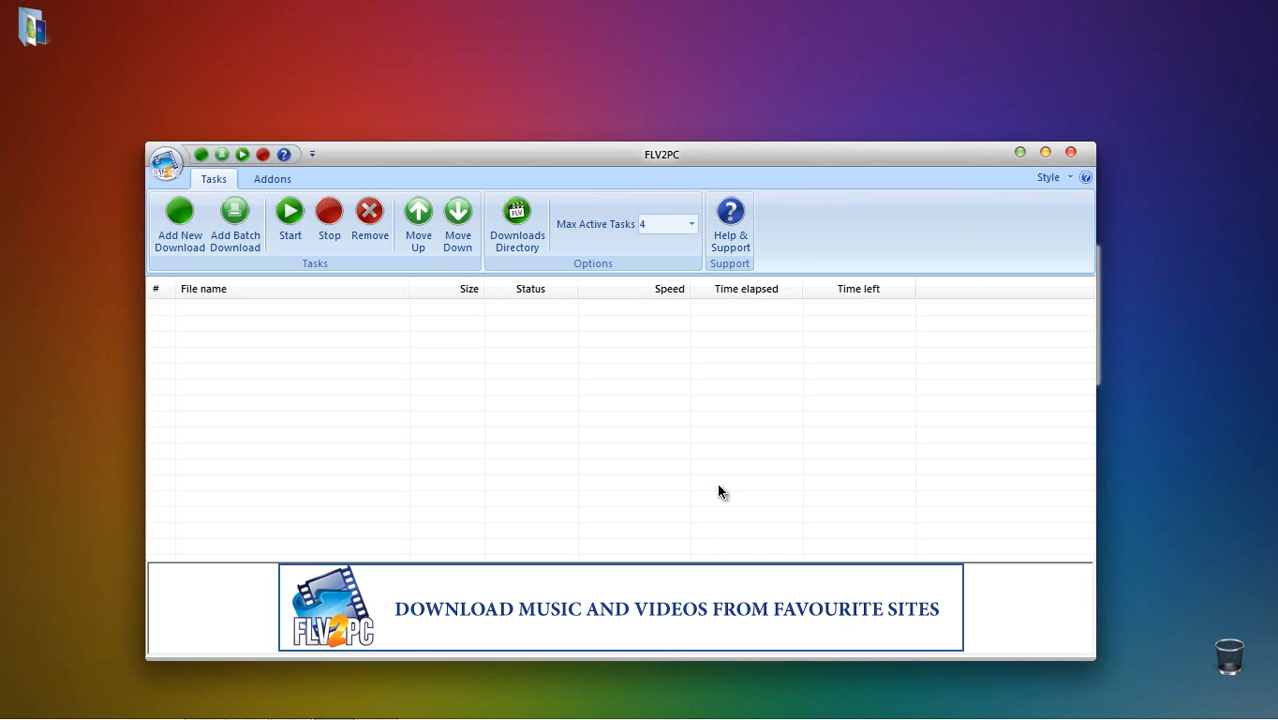 FLV2PC
Tasks Addons Style
Add New Download
Add Batch Download
Start
Stop
Remove
Move Up
Move Down
Downloads Directory
FLV
Max Active Tasks 4
Help & Support
Tasks Options Support
# File name Size Status Speed Time elapsed Time left
FLV2PC
DOWNLOAD MUSIC AND VIDEOS FROM FAVOURITE SITES